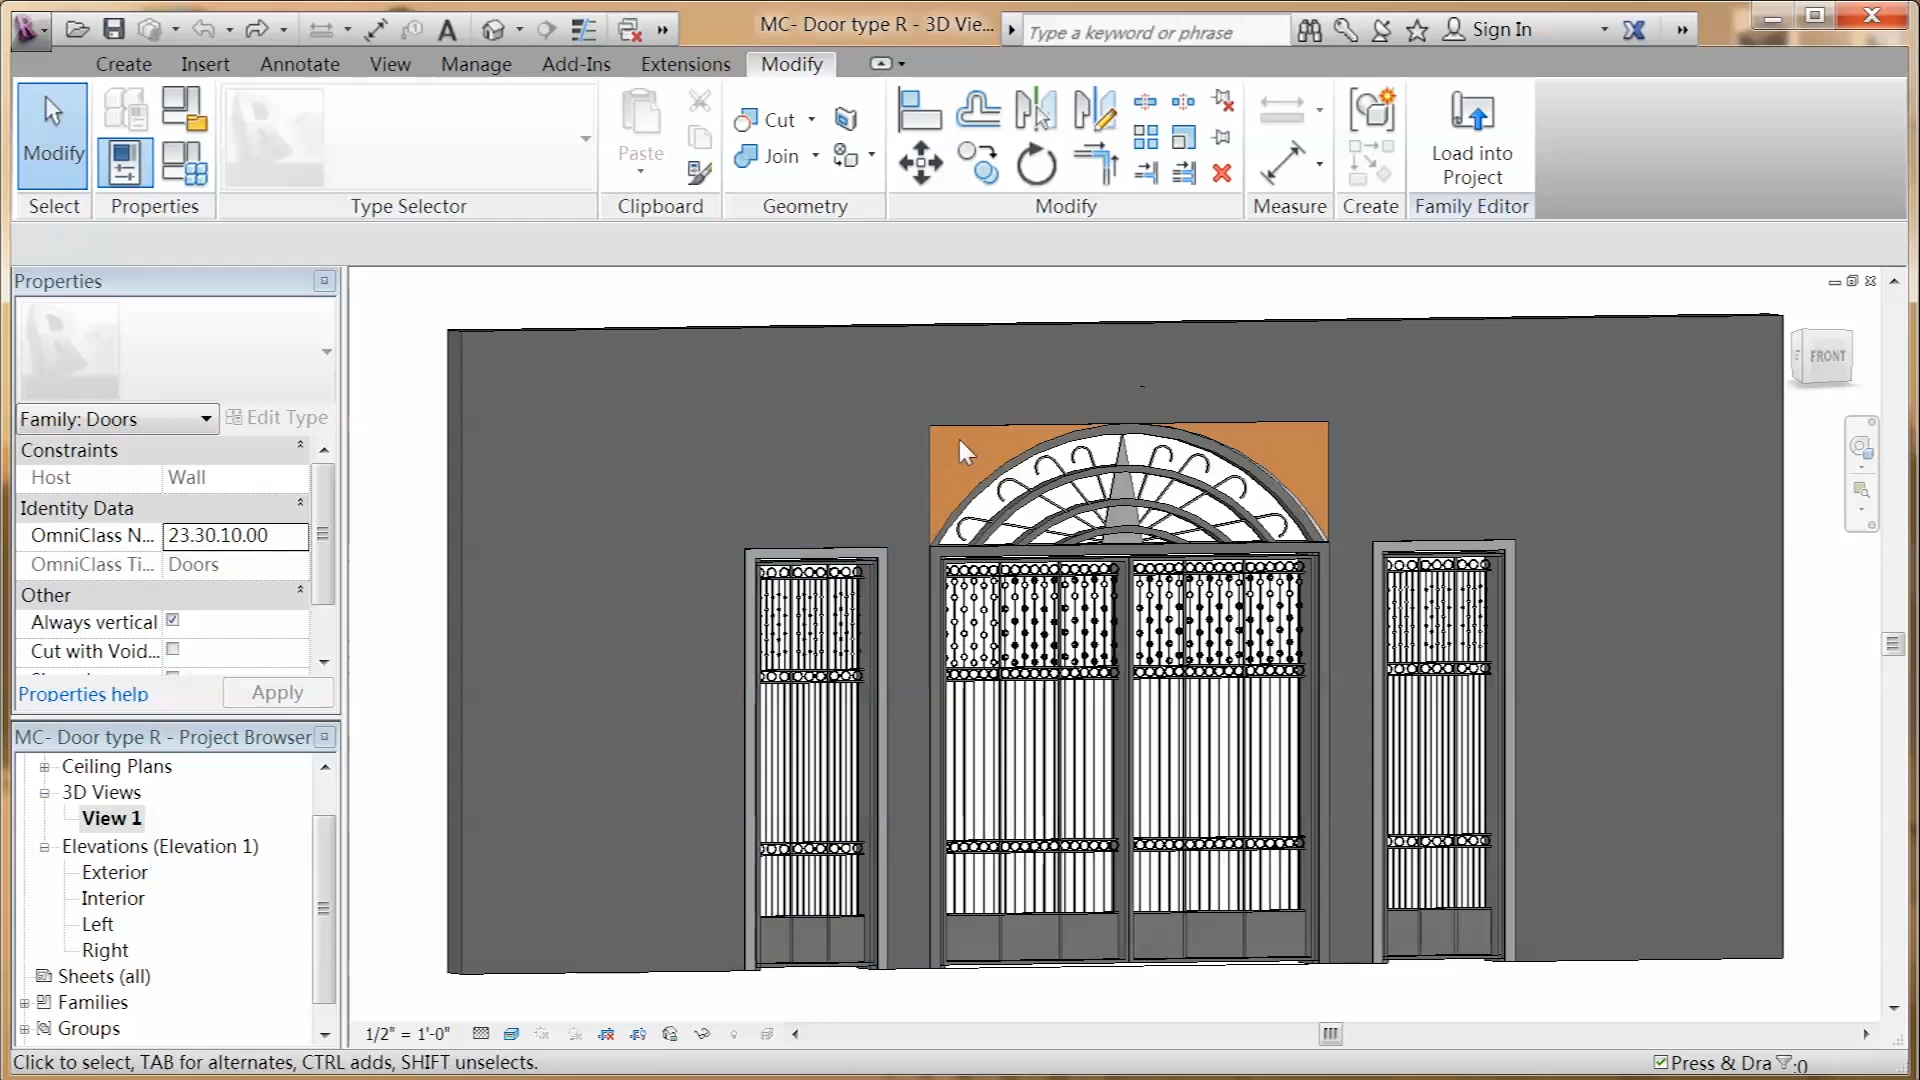 MC- Door type R - 3D Vie...
Type a keyword or phrase
Sign In
Create
Insert
Annotate
View
Manage
Add-Ins
Extensions
Modify
Modify
Paste
Cut
Join
Load into
Project
Select
Properties
Type Selector
Clipboard
Geometry
Modify
Measure
Create
Family Editor
Properties
Family: Doors
Edit Type
Constraints
Host
Wall
Identity Data
OmniClass N...
23.30.10.00
OmniClass Ti...
Doors
Other
Always vertical
Cut with Void...
Properties help
Apply
MC- Door type R - Project Browser
Ceiling Plans
3D Views
View 1
Elevations (Elevation 1)
Exterior
Interior
Left
Right
Sheets (all)
Families
Groups
FRONT
1/2" = 1'-0"
Click to select, TAB for alternates, CTRL adds, SHIFT unselects.
Press & Dra
:0